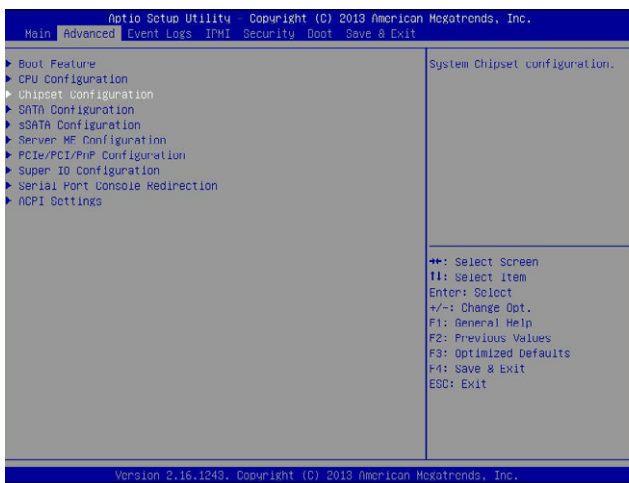 Aptio Setup Utility - Copyright (C) 2013 American Megatrends, Inc.
Main Advanced Event Logs IPMI Security Boot Save & Exit
Boot Feature
CPU Configuration
Chipset Configuration
SATA Configuration
sSATA Configuration
Server ME Configuration
PCIe/PCI/PnP Configuration
Super IO Configuration
Serial Port Console Redirection
ACPI Settings
System Chipset configuration.
→←: Select Screen
↑↓: Select Item
Enter: Select
+/-: Change Opt.
F1: General Help
F2: Previous Values
F3: Optimized Defaults
F4: Save & Exit
ESC: Exit
Version 2.16.1243. Copyright (C) 2013 American Megatrends, Inc.